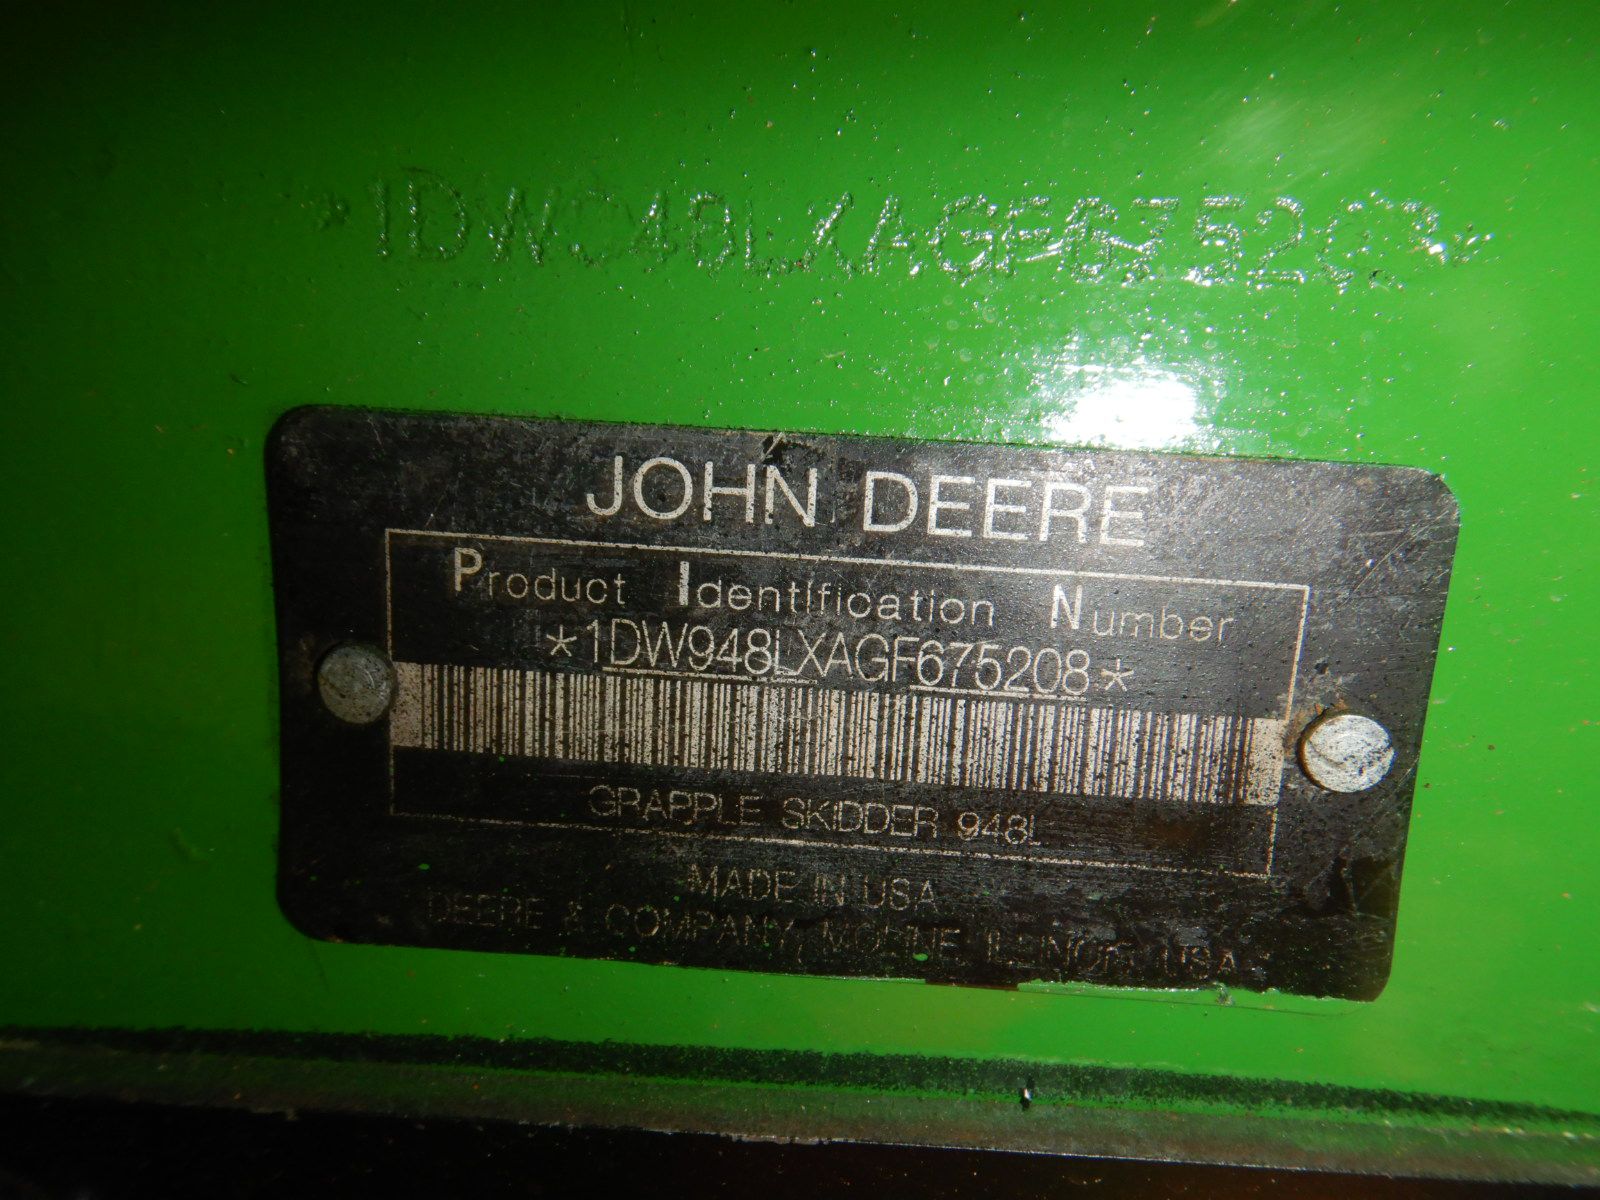 *1DW948LXAGF675208*
JOHN DEERE
Product Identification Number
*1DW948LXAGF675208*
GRAPPLE SKIDDER 948L
MADE IN USA
DEERE & COMPANY, MOLINE, ILLINOIS, USA